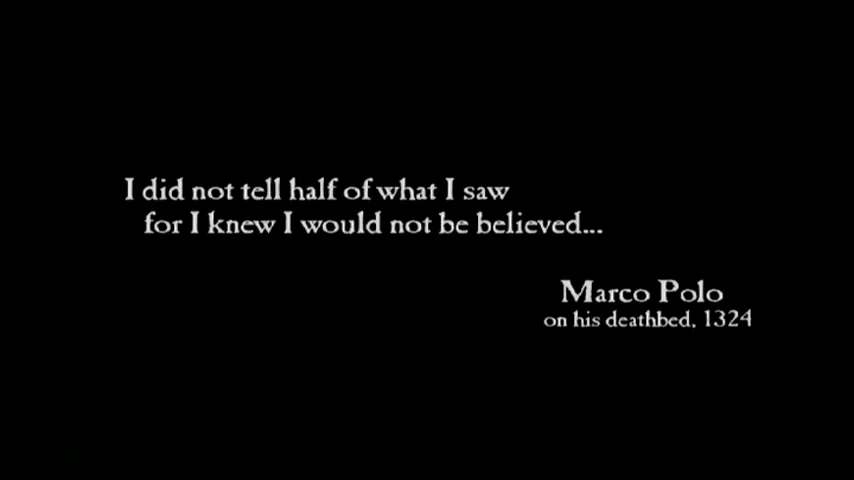 I did not tell half of what I saw
for I knew I would not be believed...
Marco Polo
on his deathbed, 1324